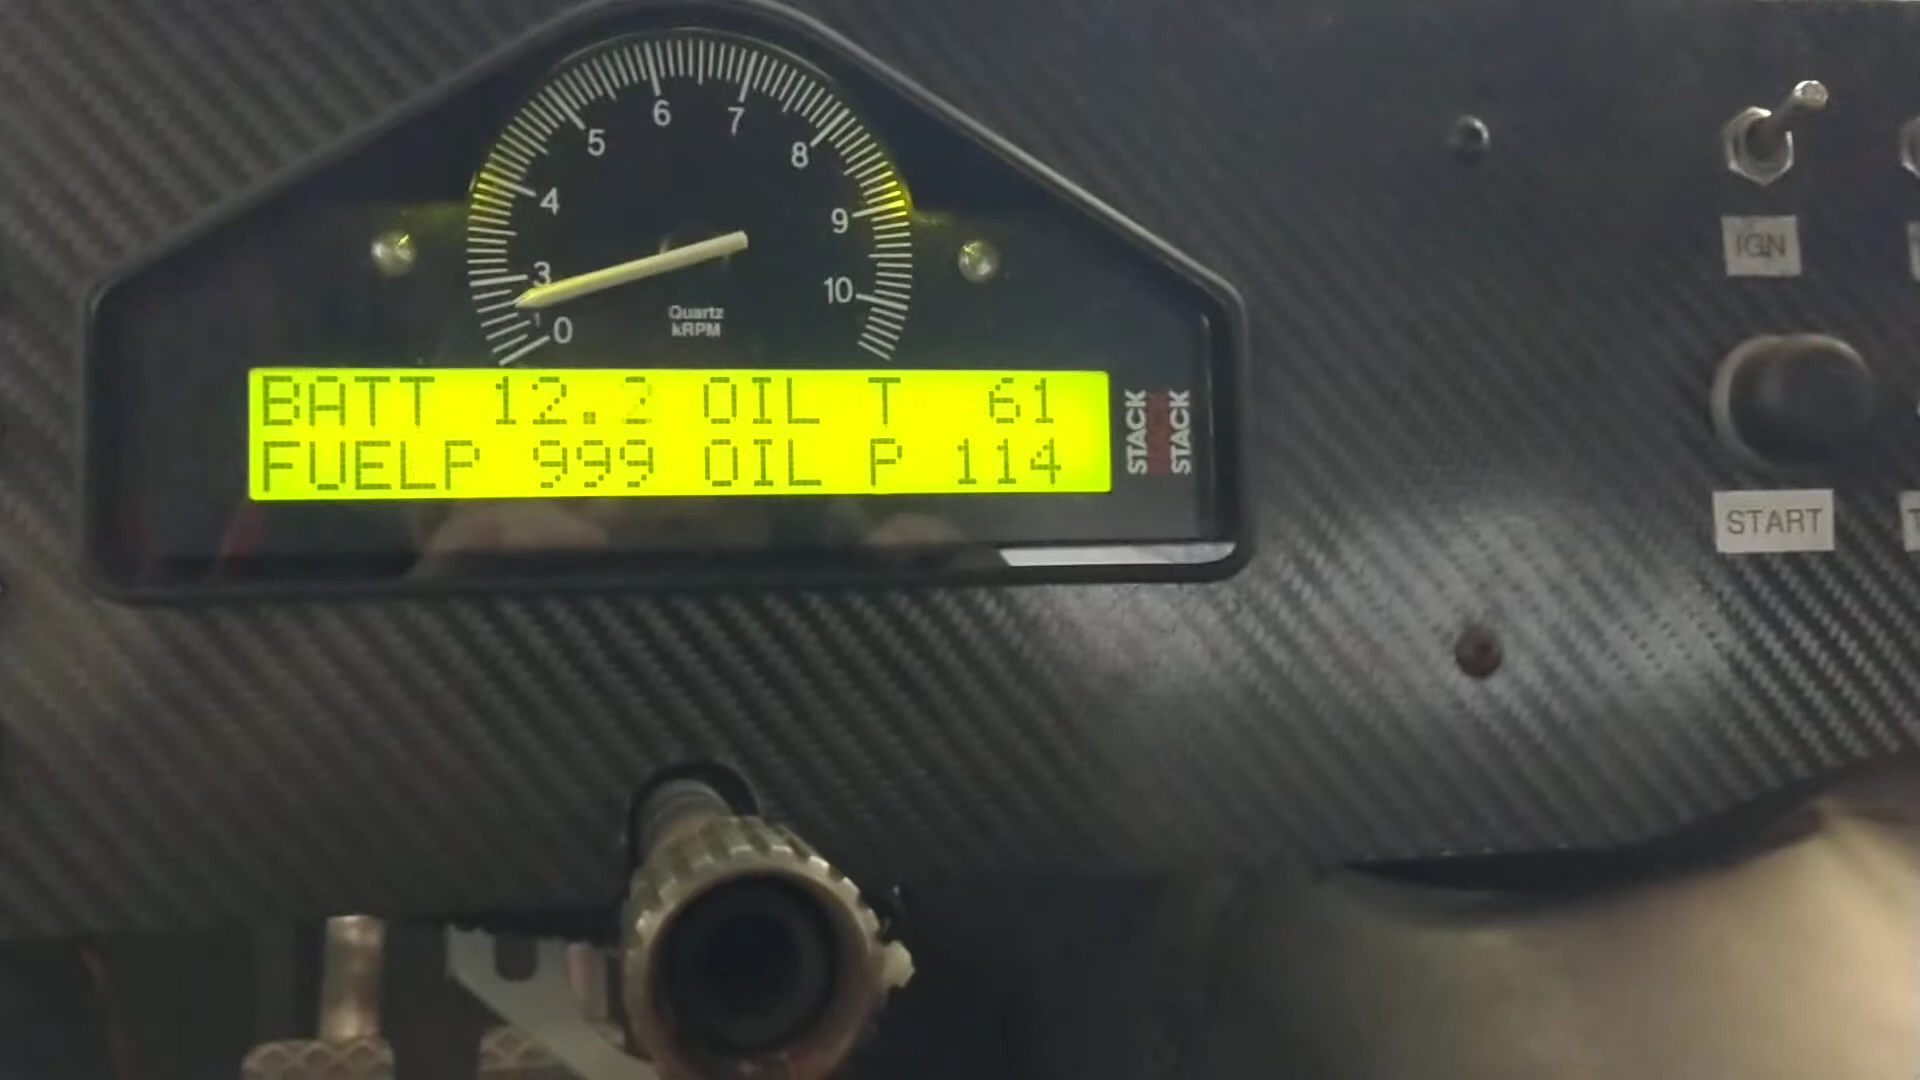 6
7
5
8
4
9
3
10
1
0
Quartz
kRPM
BATT 12.2 OIL T 61
FUELP 999 OIL P 114
STACK
STACK
IGN
START